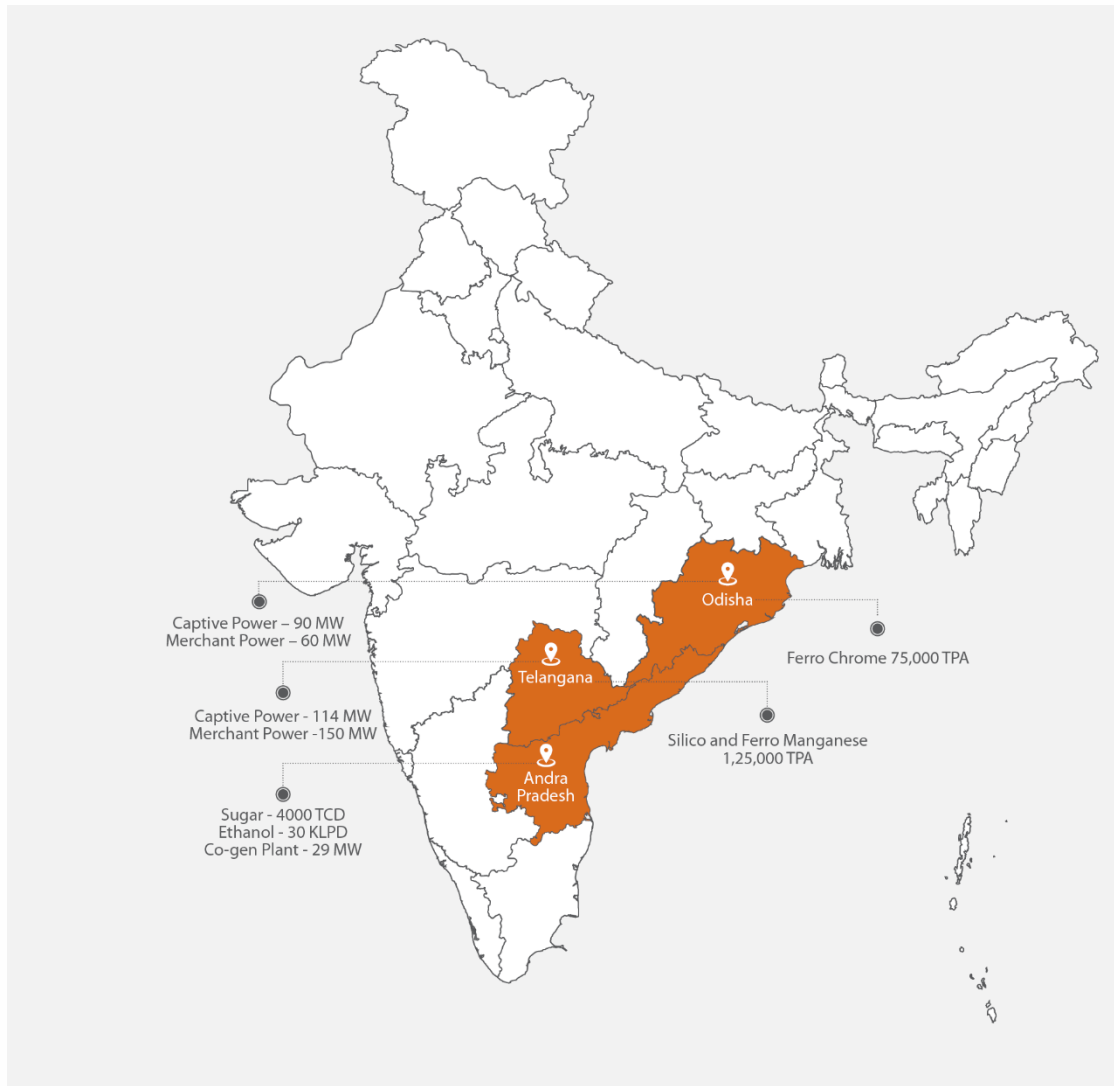 Odisha
Captive Power – 90 MW
Merchant Power – 60 MW
Ferro Chrome 75,000 TPA
Telangana
Captive Power - 114 MW
Merchant Power -150 MW
Silico and Ferro Manganese
1,25,000 TPA
Andra
Pradesh
Sugar - 4000 TCD
Ethanol - 30 KLPD
Co-gen Plant - 29 MW